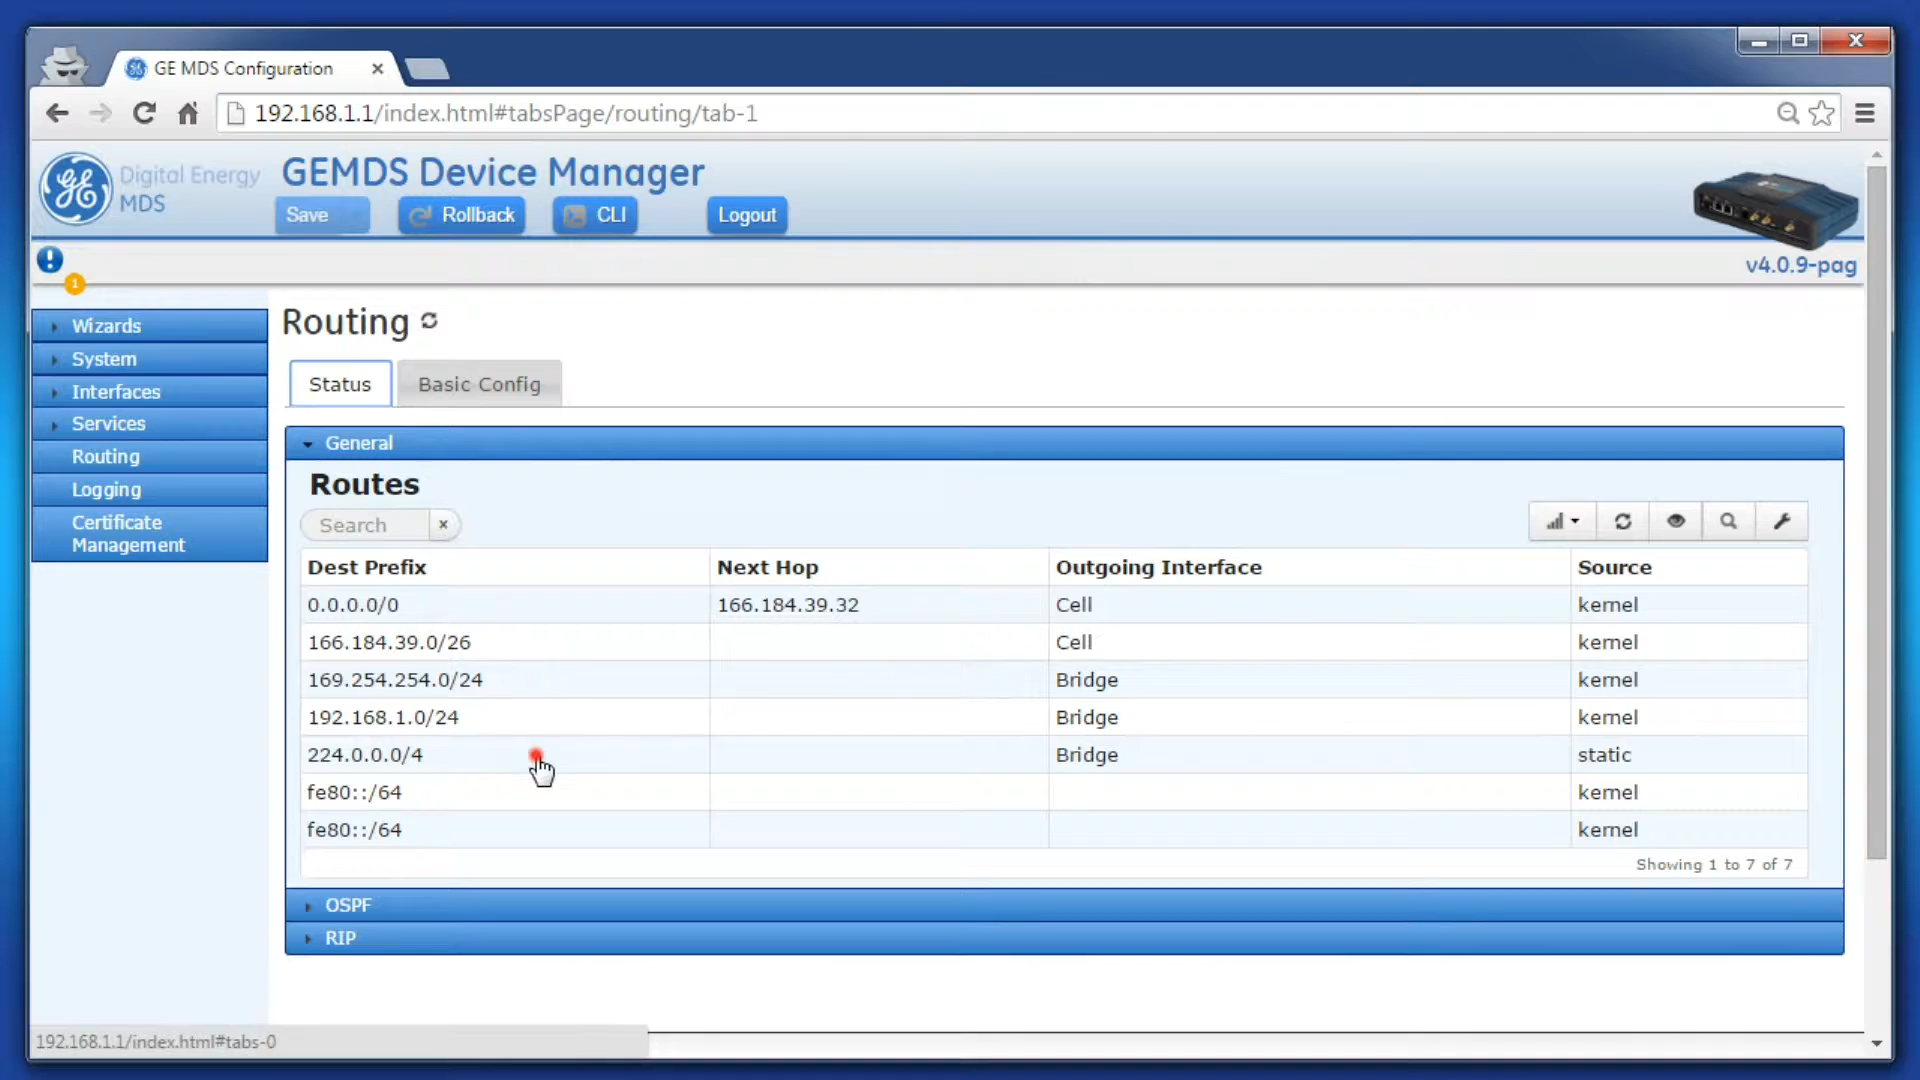 GE MDS Configuration
192.168.1.1/index.html#tabsPage/routing/tab-1
Digital Energy
MDS
GEMDS Device Manager
Save
Rollback
CLI
Logout
v4.0.9-pag
1
Wizards
System
Interfaces
Services
Routing
Logging
Certificate
Management
Routing
Status
Basic Config
General
Routes
Search
Dest Prefix Next Hop Outgoing Interface Source
0.0.0.0/0 166.184.39.32 Cell kernel
166.184.39.0/26 Cell kernel
169.254.254.0/24 Bridge kernel
192.168.1.0/24 Bridge kernel
224.0.0.0/4 Bridge static
fe80::/64 kernel
fe80::/64 kernel
Showing 1 to 7 of 7
OSPF
RIP
192.168.1.1/index.html#tabs-0